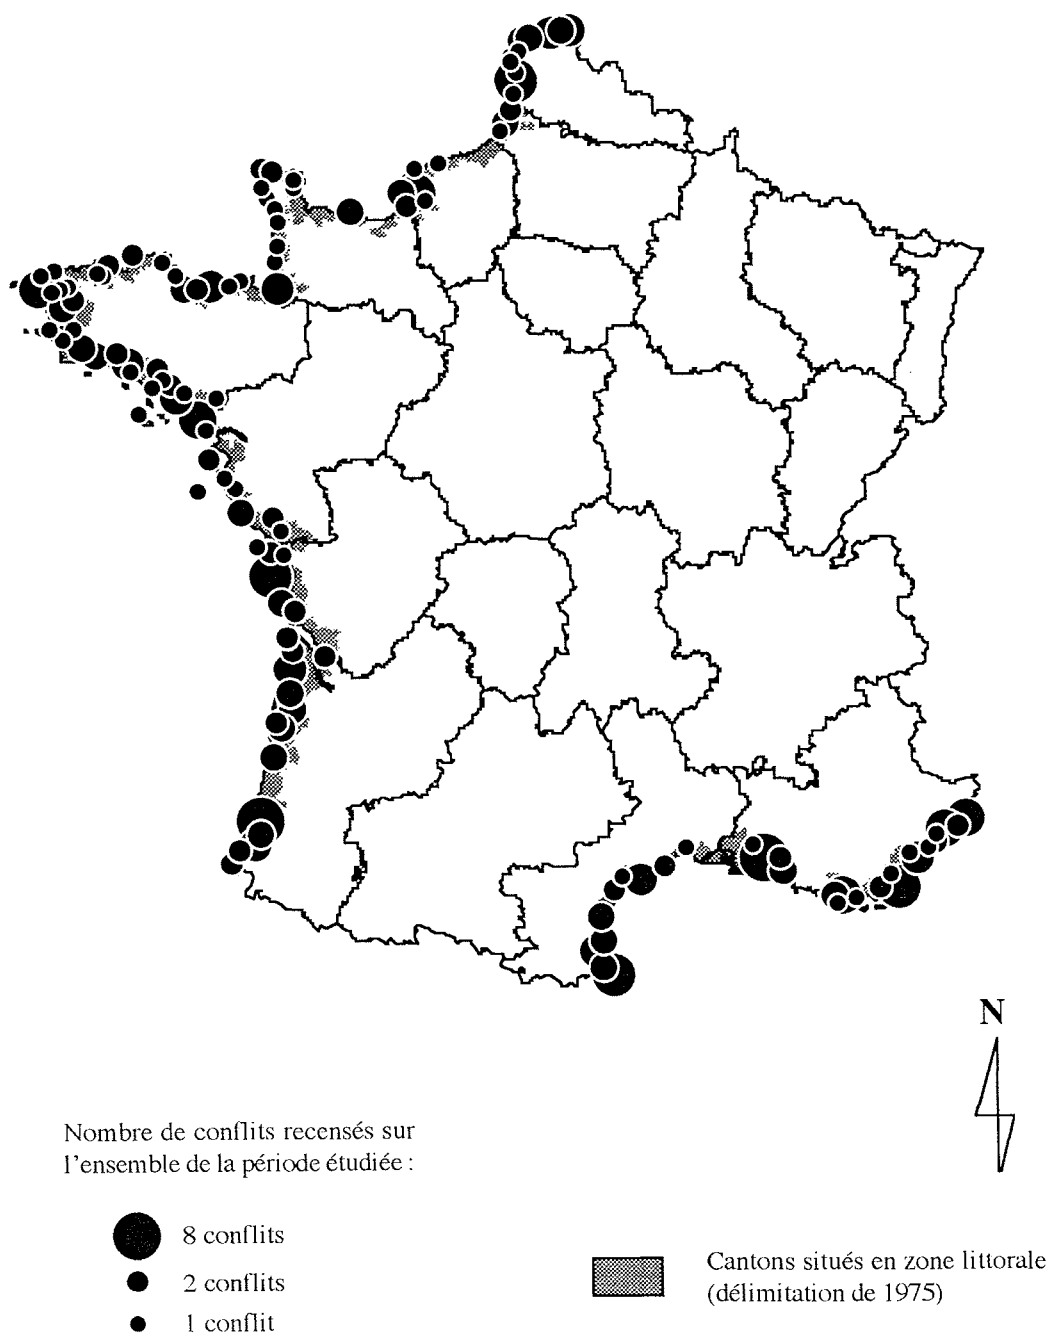 N
Nombre de conflits recensés sur
l'ensemble de la période étudiée :
8 conflits
2 conflits
1 conflit
Cantons situés en zone littorale
(délimitation de 1975)